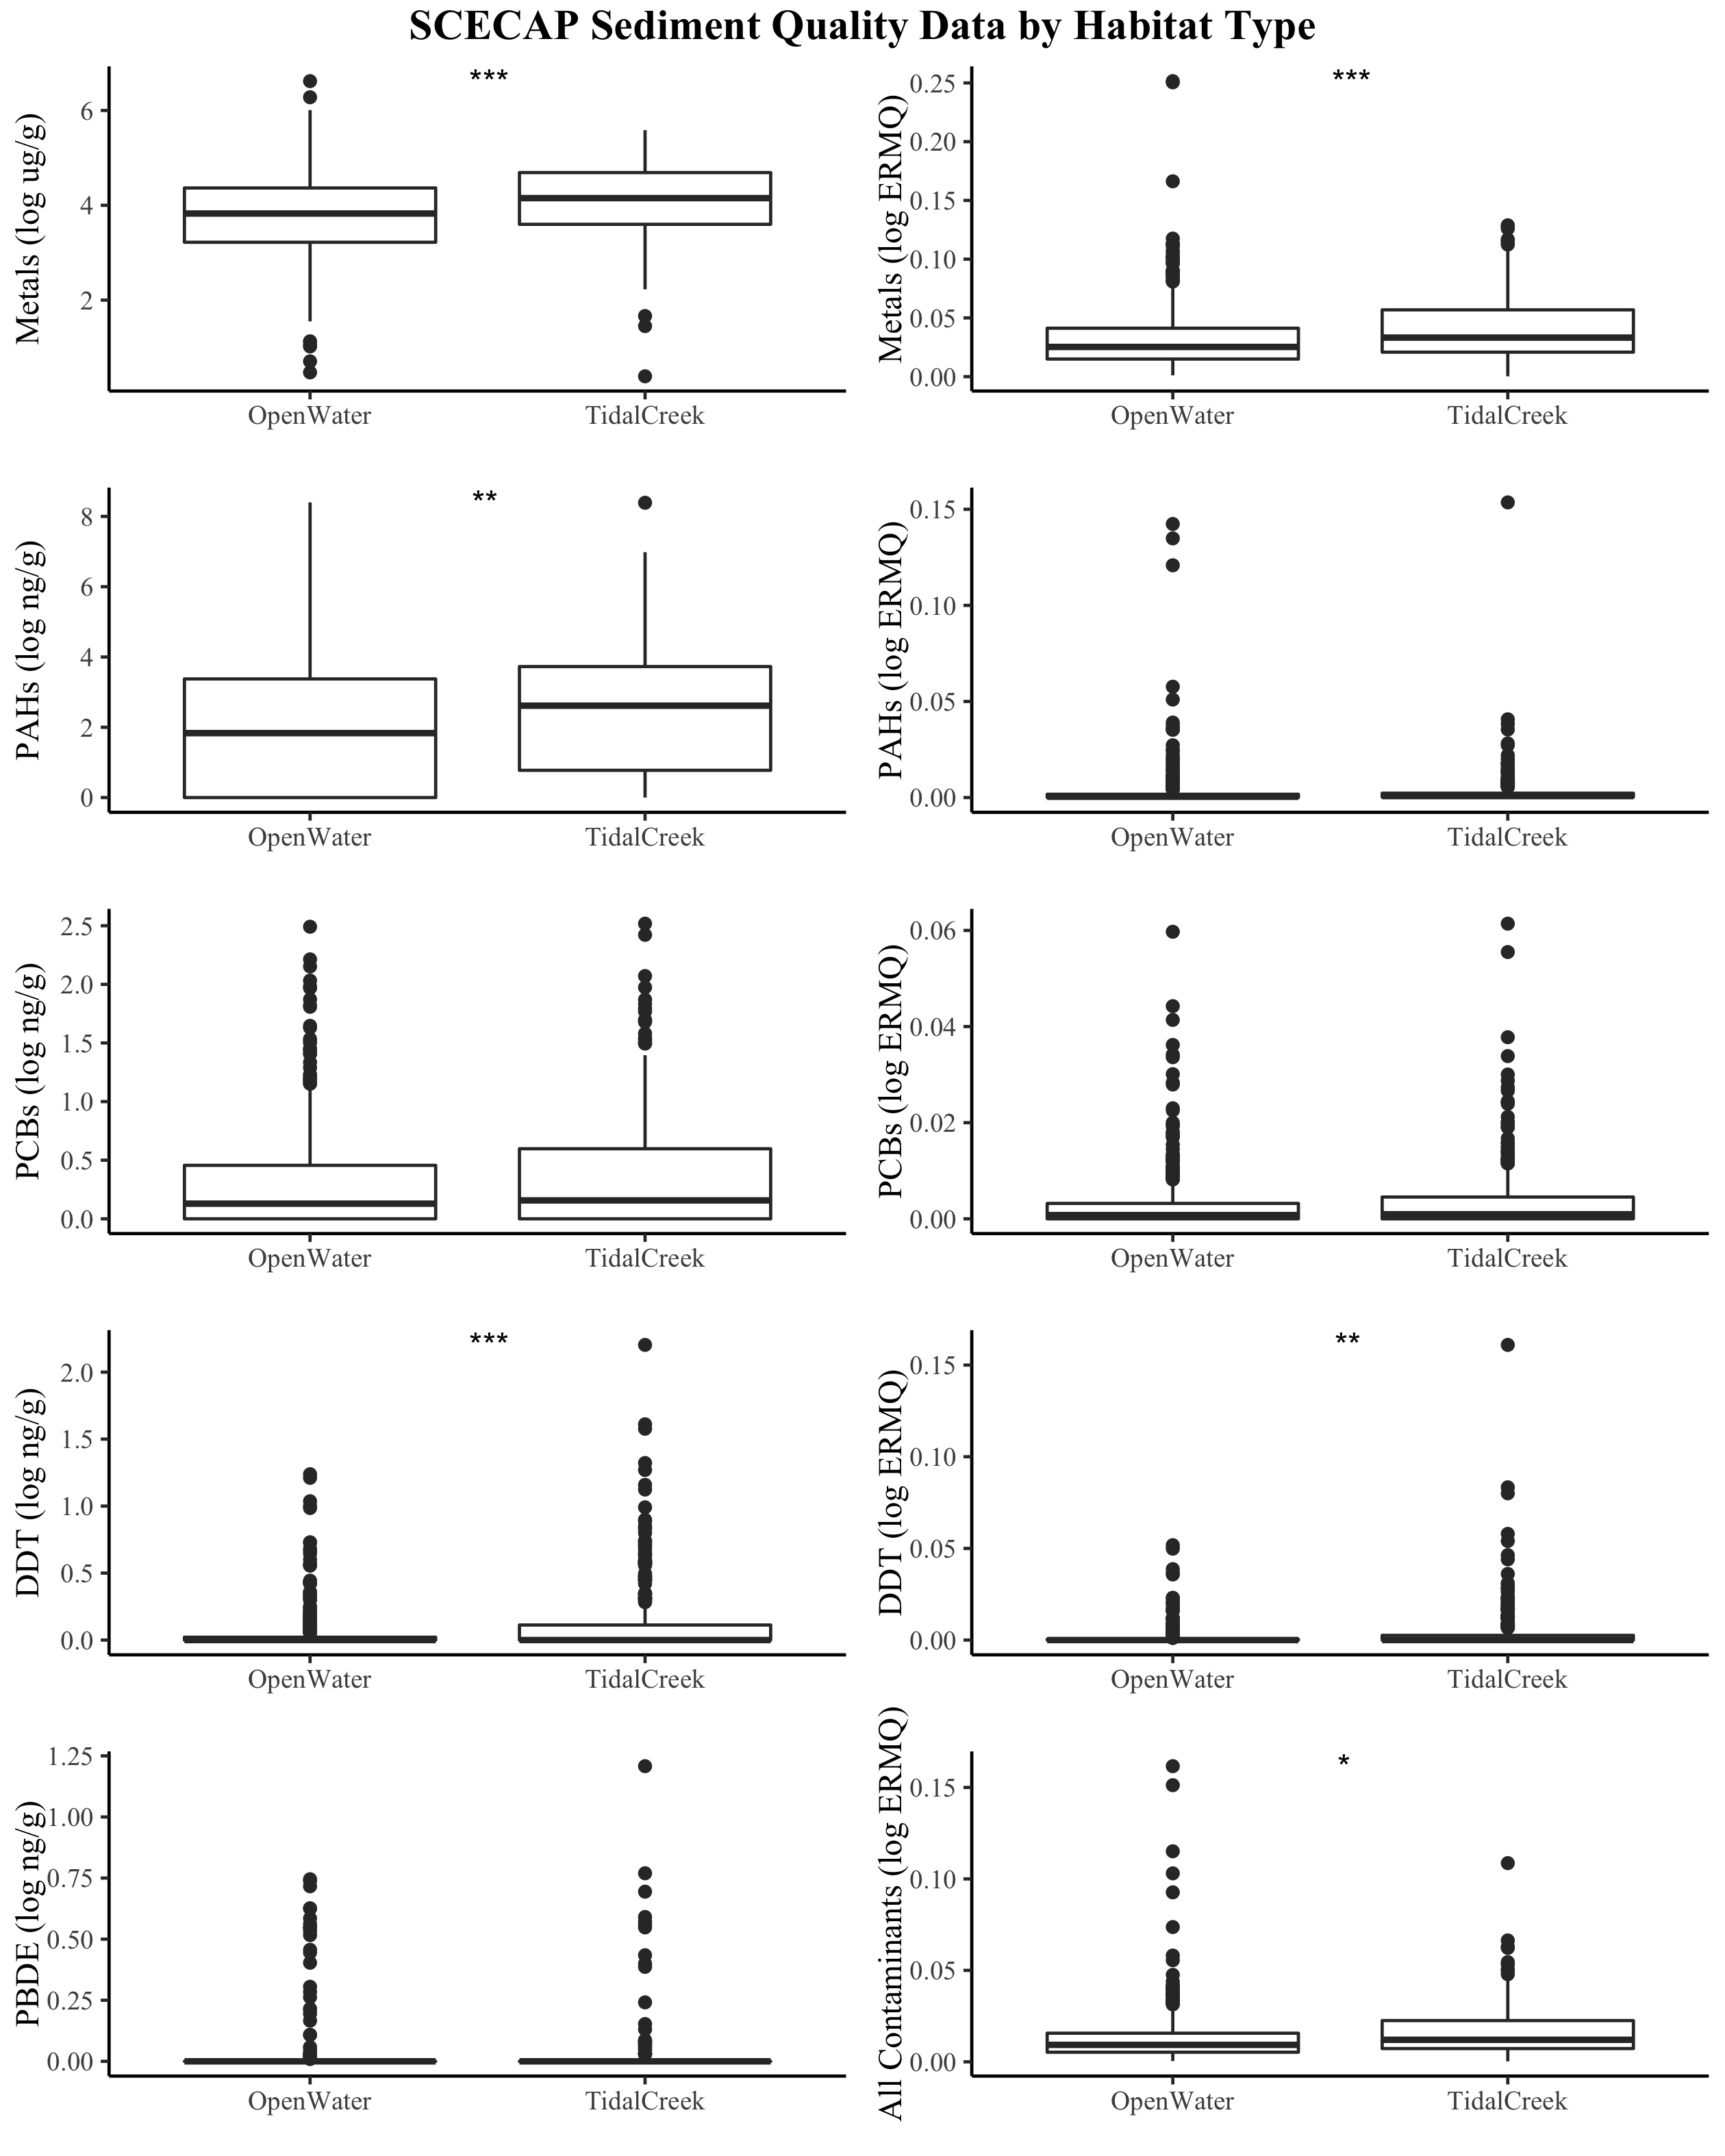 SCECAP Sediment Quality Data by Habitat Type
Metals (log ug/g)
6
4
2
***
OpenWater
TidalCreek
Metals (log ERMQ)
0.25
0.20
0.15
0.10
0.05
0.00
***
OpenWater
TidalCreek
PAHs (log ng/g)
8
6
4
2
0
**
OpenWater
TidalCreek
PAHs (log ERMQ)
0.15
0.10
0.05
0.00
OpenWater
TidalCreek
PCBs (log ng/g)
2.5
2.0
1.5
1.0
0.5
0.0
OpenWater
TidalCreek
PCBs (log ERMQ)
0.06
0.04
0.02
0.00
OpenWater
TidalCreek
DDT (log ng/g)
2.0
1.5
1.0
0.5
0.0
***
OpenWater
TidalCreek
DDT (log ERMQ)
0.15
0.10
0.05
0.00
**
OpenWater
TidalCreek
PBDE (log ng/g)
1.25
1.00
0.75
0.50
0.25
0.00
OpenWater
TidalCreek
All Contaminants (log ERMQ)
0.15
0.10
0.05
0.00
*
OpenWater
TidalCreek